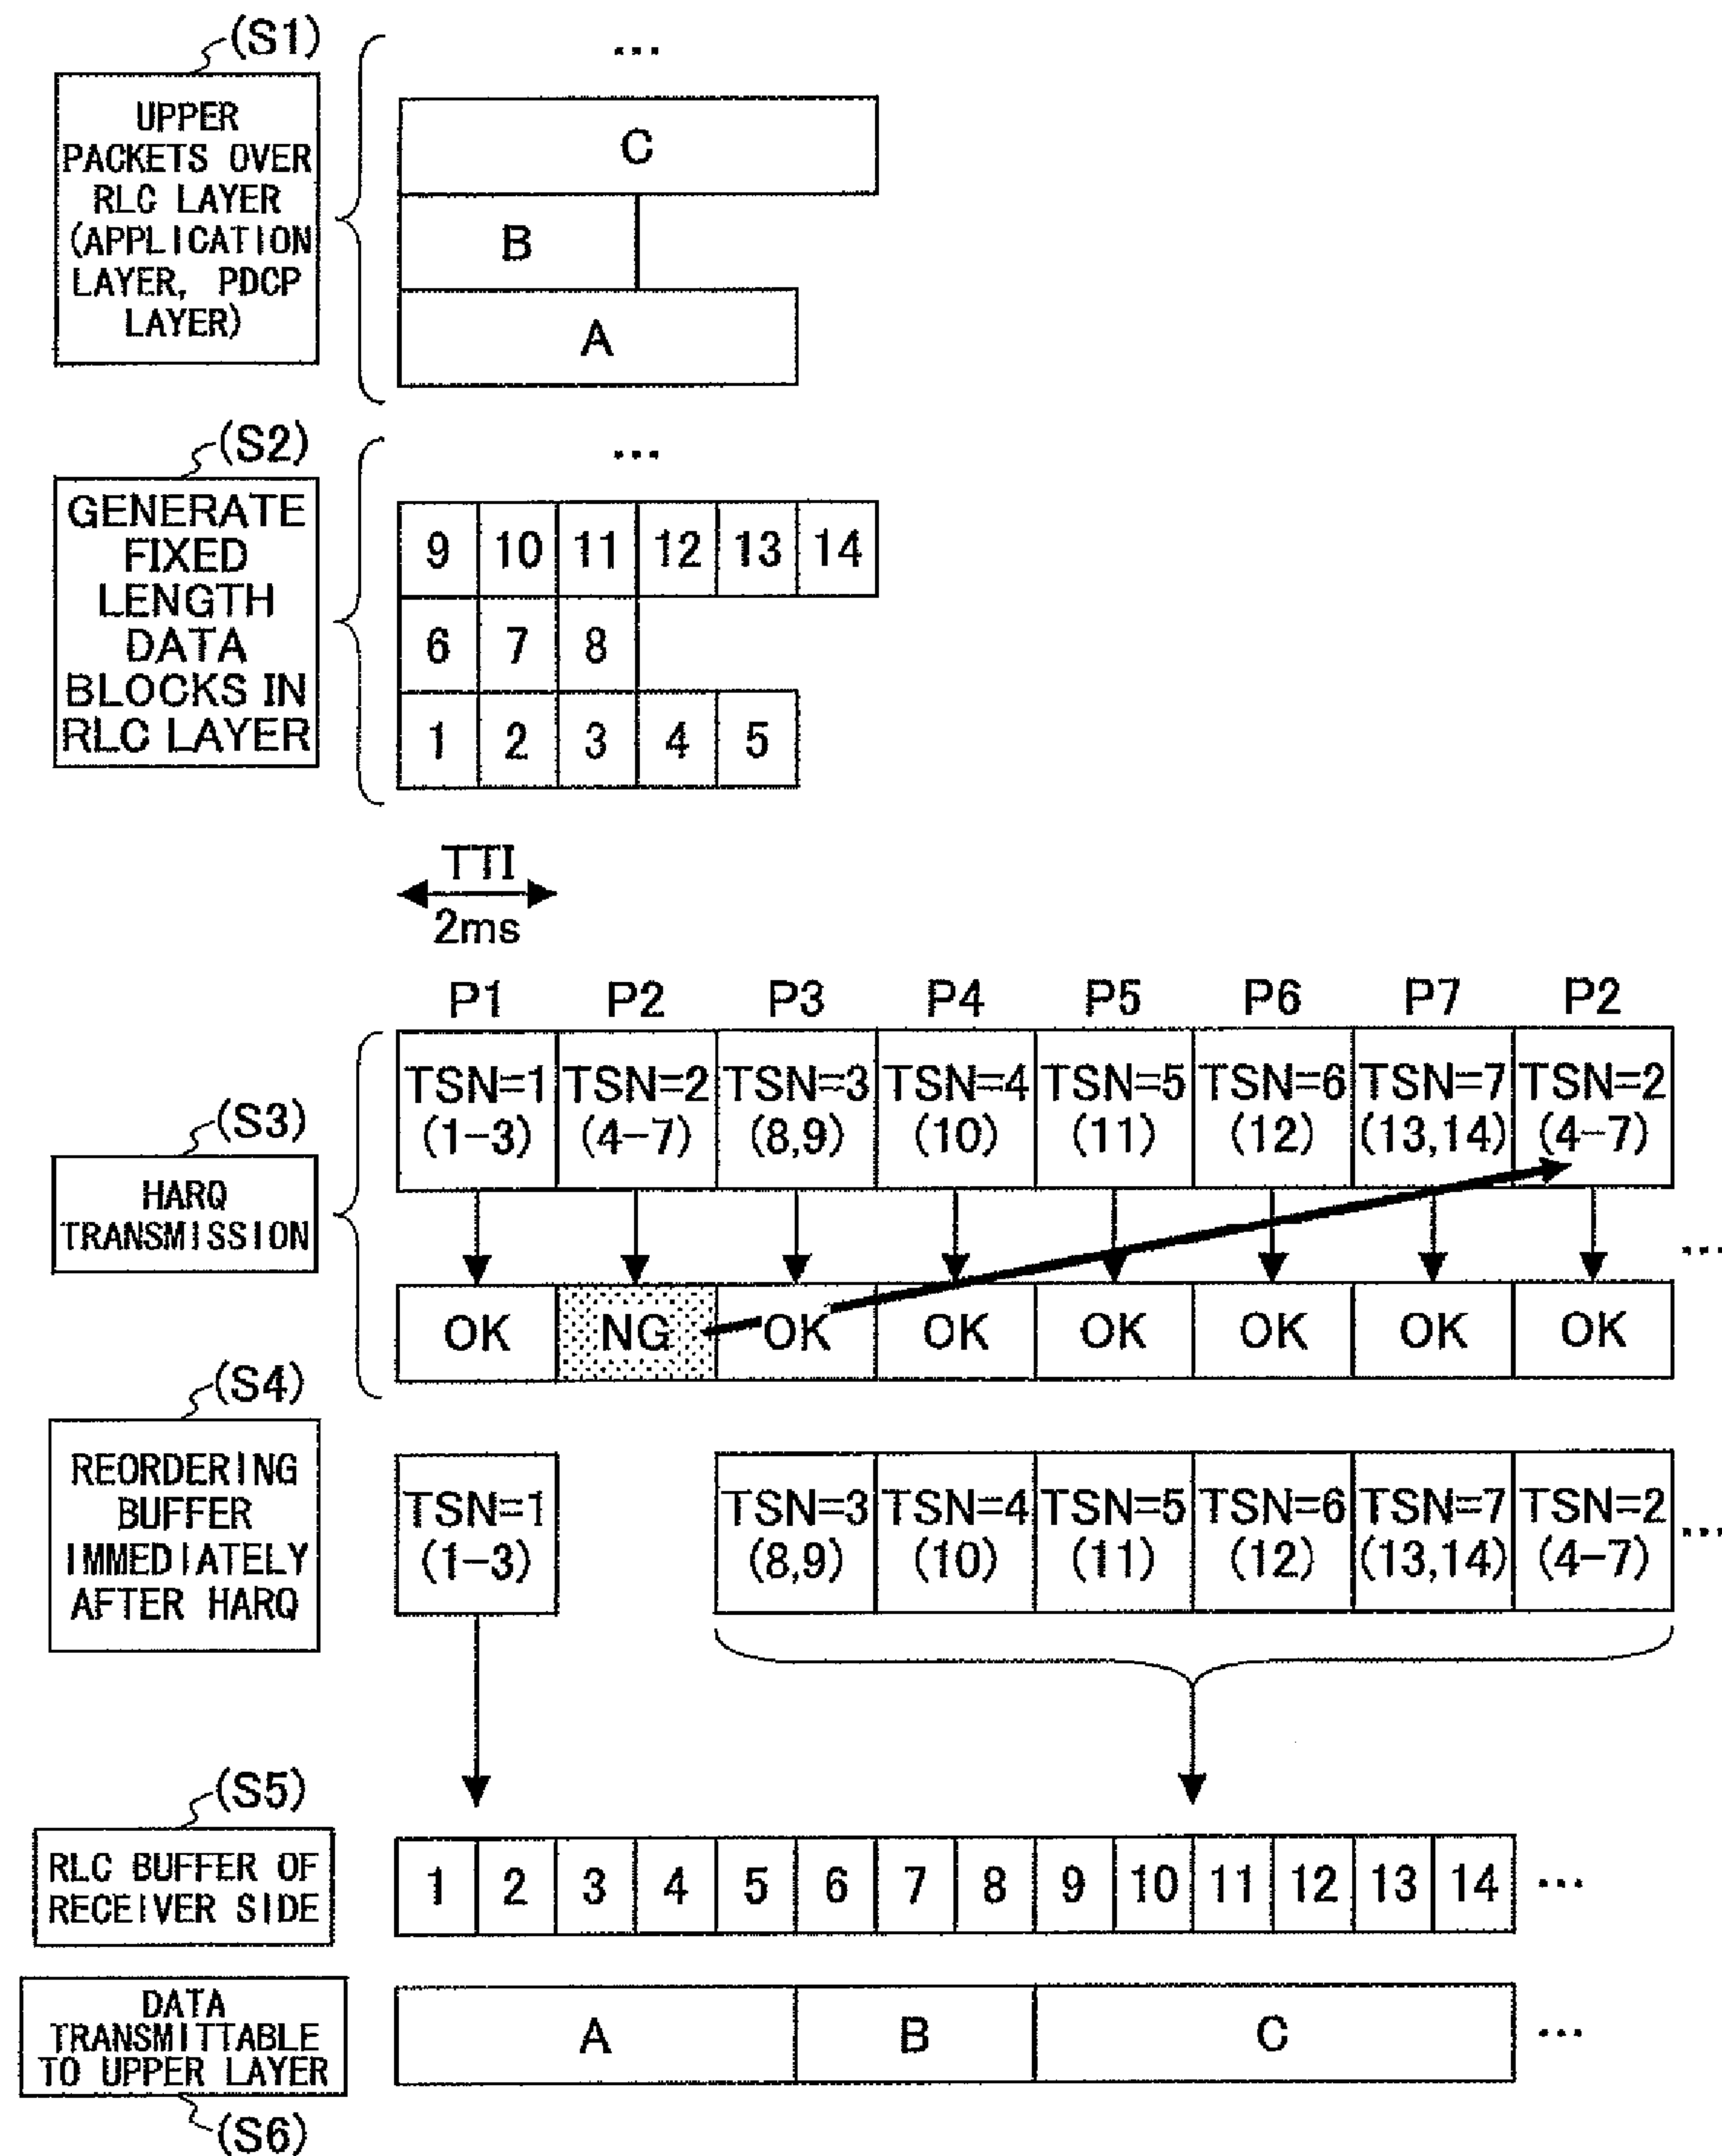 (S1)
UPPER
PACKETS OVER
RLC LAYER
(APPLICATION
LAYER, PDCP
LAYER)
...
C
B
A
(S2)
GENERATE
FIXED
LENGTH
DATA
BLOCKS IN
RLC LAYER
...
9 10 11 12 13 14
6 7 8
1 2 3 4 5
TTI
2ms
P1 P2 P3 P4 P5 P6 P7 P2
TSN=1 TSN=2 TSN=3 TSN=4 TSN=5 TSN=6 TSN=7 TSN=2
(1-3) (4-7) (8,9) (10) (11) (12) (13,14) (4-7)
(S3)
HARQ
TRANSMISSION
...
OK NG OK OK OK OK OK OK
(S4)
REORDERING
BUFFER
IMMEDIATELY
AFTER HARQ
TSN=1 TSN=3 TSN=4 TSN=5 TSN=6 TSN=7 TSN=2 ...
(1-3) (8,9) (10) (11) (12) (13,14) (4-7)
(S5)
RLC BUFFER OF
RECEIVER SIDE
1 2 3 4 5 6 7 8 9 10 11 12 13 14 ...
DATA
TRANSMITTABLE
TO UPPER LAYER
A B C ...
(S6)